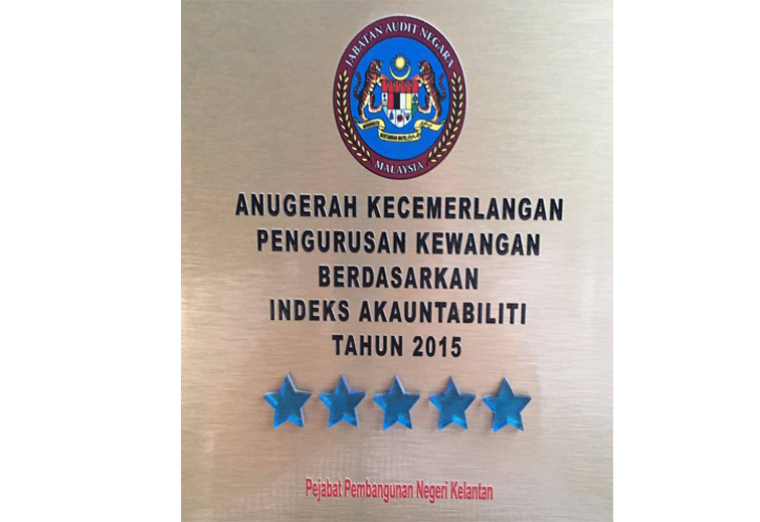 JABATAN AUDIT NEGARA
MALAYSIA
ANUGERAH KECEMERLANGAN
PENGURUSAN KEWANGAN
BERDASARKAN
INDEKS AKAUNTABILITI
TAHUN 2015
Pejabat Pembangunan Negeri Kelantan